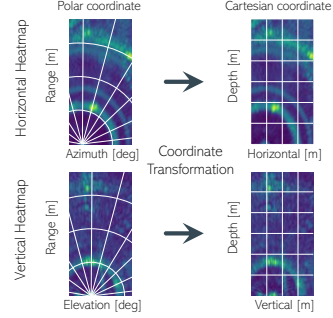 Polar coordinate
Cartesian coordinate
Horizontal Heatmap
Range [m]
Depth [m]
Azimuth [deg]
Horizontal [m]
Coordinate
Transformation
Vertical Heatmap
Range [m]
Depth [m]
Elevation [deg]
Vertical [m]